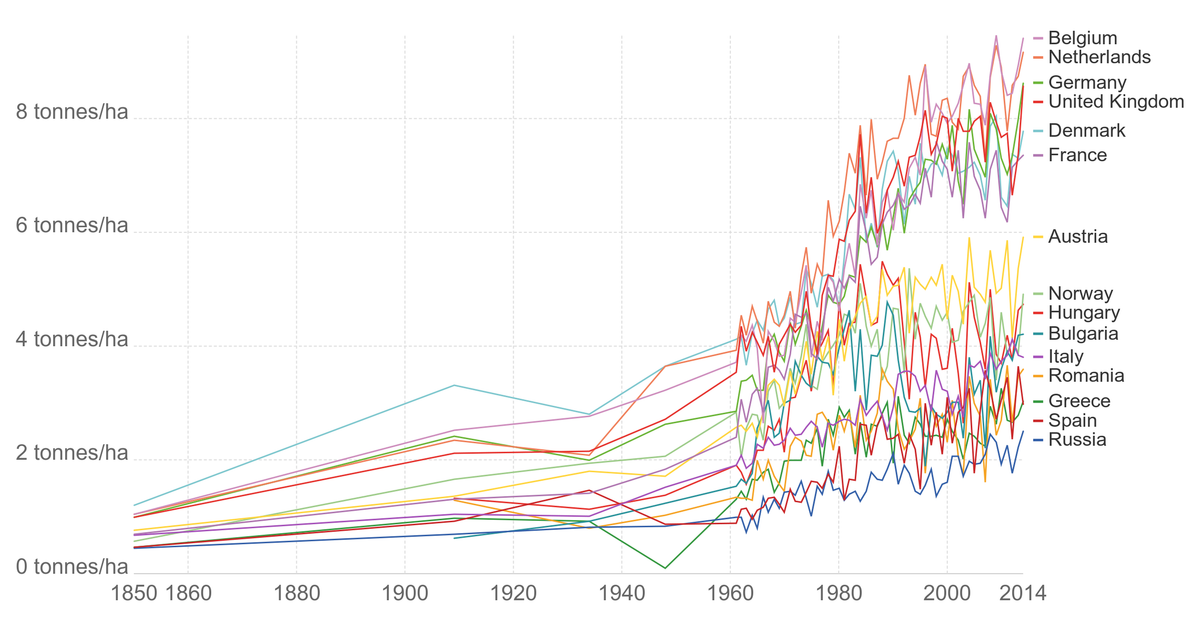 Belgium
Netherlands
Germany
8 tonnes/ha
United Kingdom
Denmark
France
6 tonnes/ha
Austria
Norway
Hungary
4 tonnes/ha
Bulgaria
Italy
Romania
Greece
Spain
2 tonnes/ha
Russia
0 tonnes/ha
1850 1860 1880 1900 1920 1940 1960 1980 2000 2014